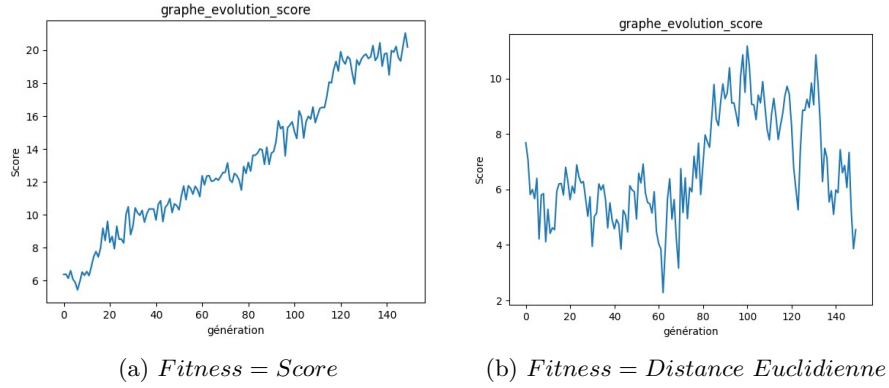 graphe_evolution_score
20
18
16
14
12
10
8
6
Score
0 20 40 60 80 100 120 140
génération
(a) Fitness = Score
graphe_evolution_score
10
8
6
4
2
Score
0 20 40 60 80 100 120 140
génération
(b) Fitness = Distance Euclidienne